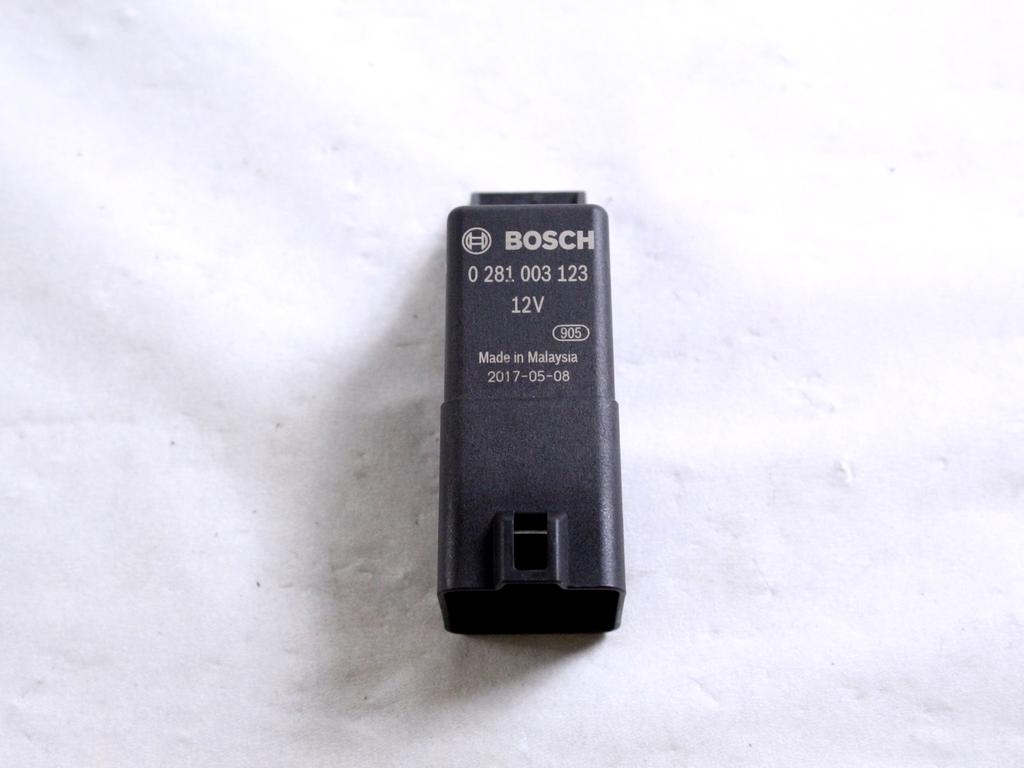 BOSCH
0 281 003 123
12V
905
Made in Malaysia
2017-05-08